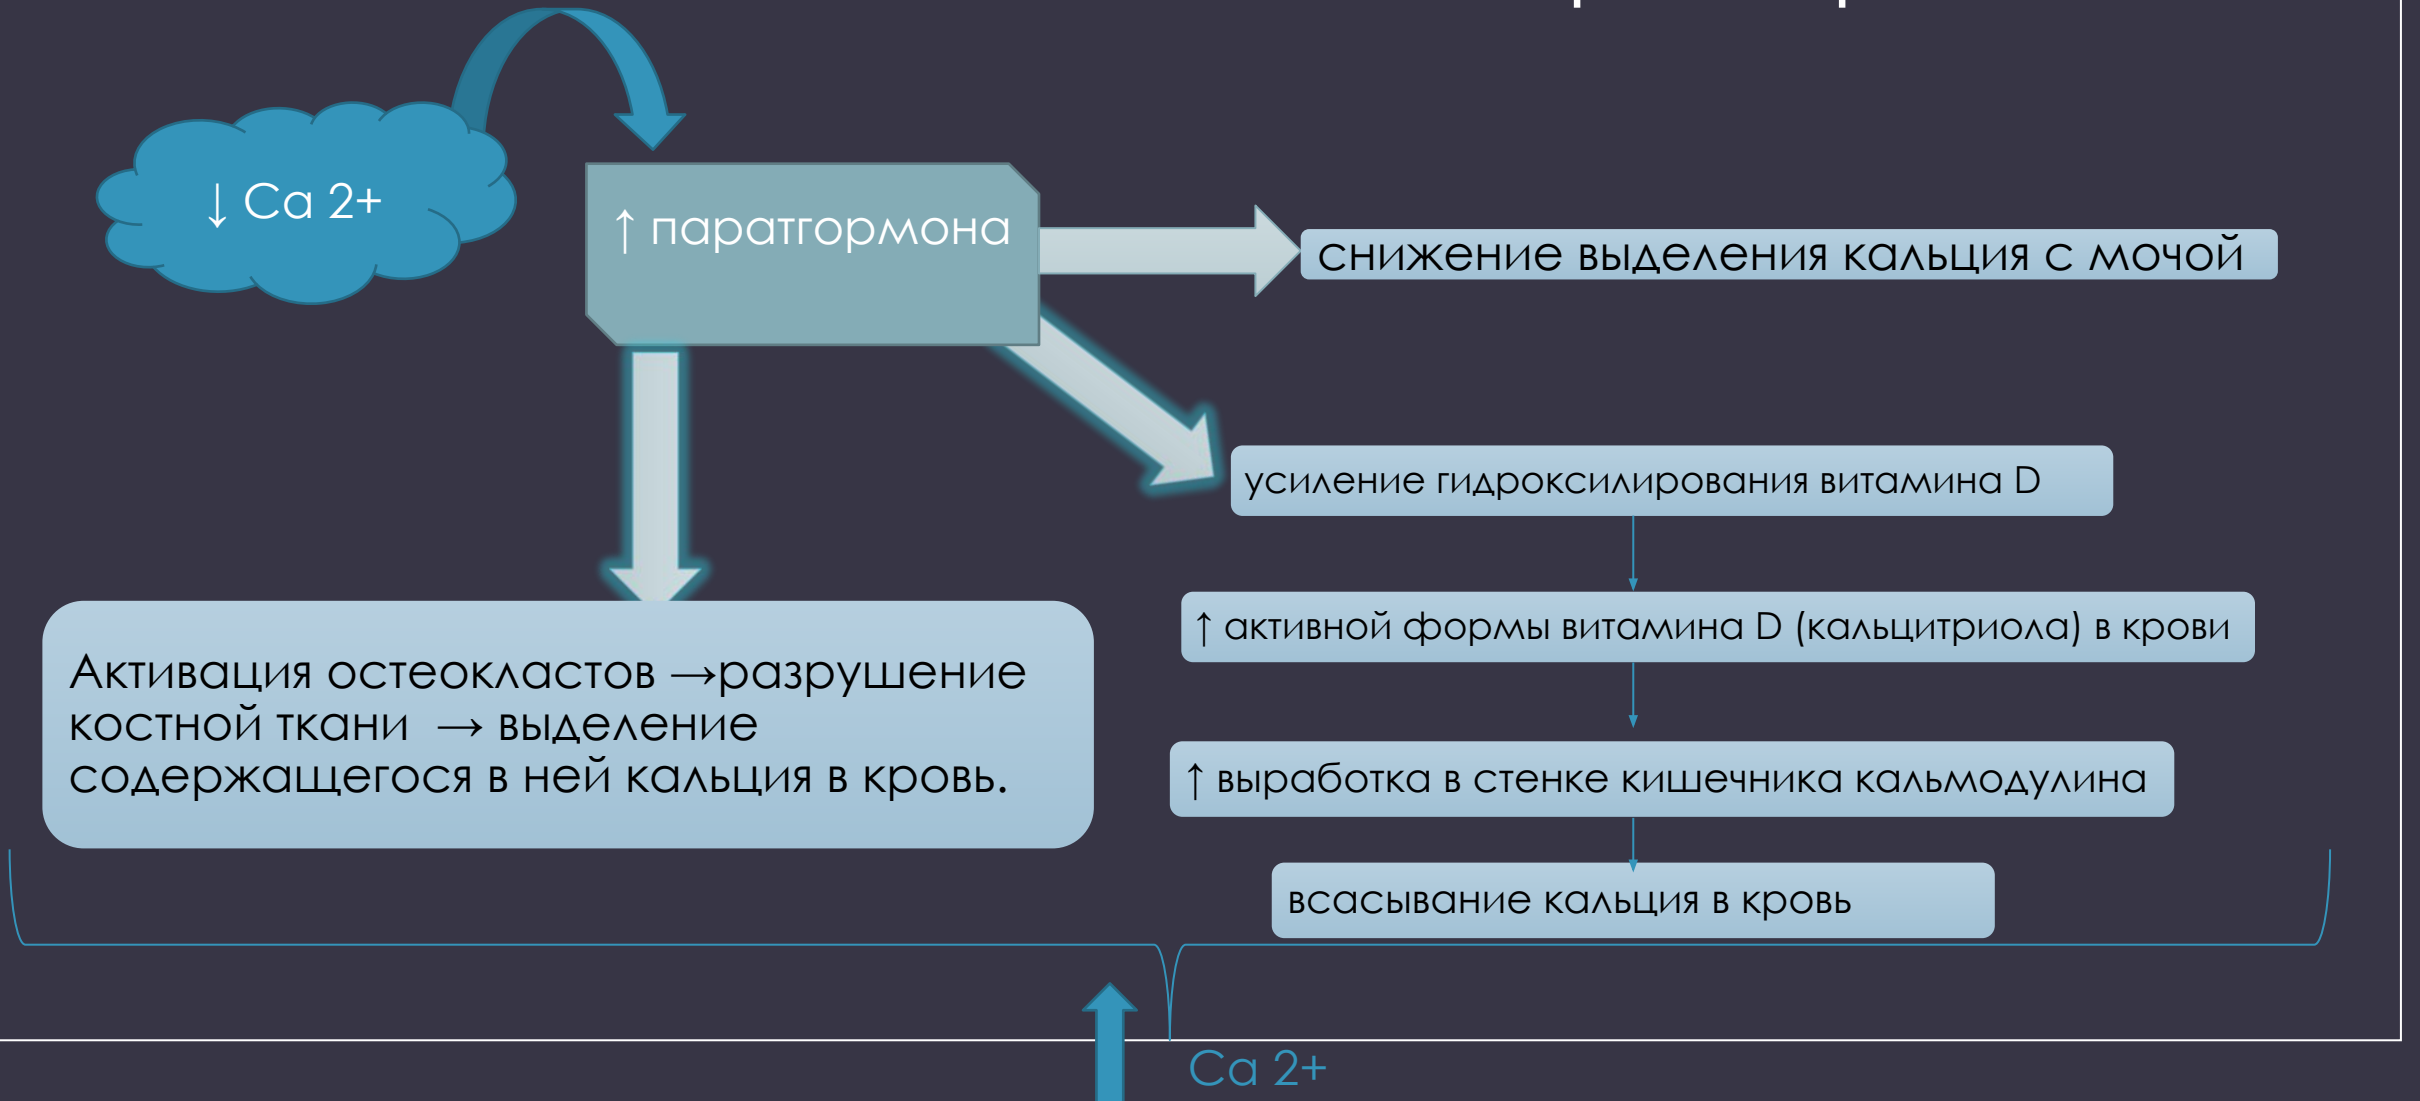 ↓ Ca 2+
↑ паратгормона
снижение выделения кальция с мочой
усиление гидроксилирования витамина D
↑ активной формы витамина D (кальцитриола) в крови
Активация остеокластов →разрушение
костной ткани → выделение
содержащегося в ней кальция в кровь.
↑ выработка в стенке кишечника кальмодулина
всасывание кальция в кровь
Ca 2+